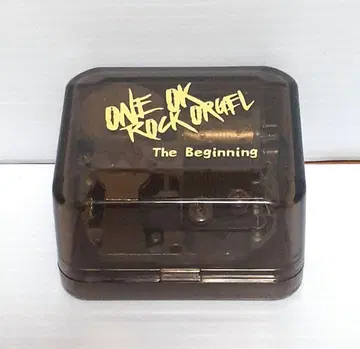 ONE OK
ROCK ORGEL
The Beginning